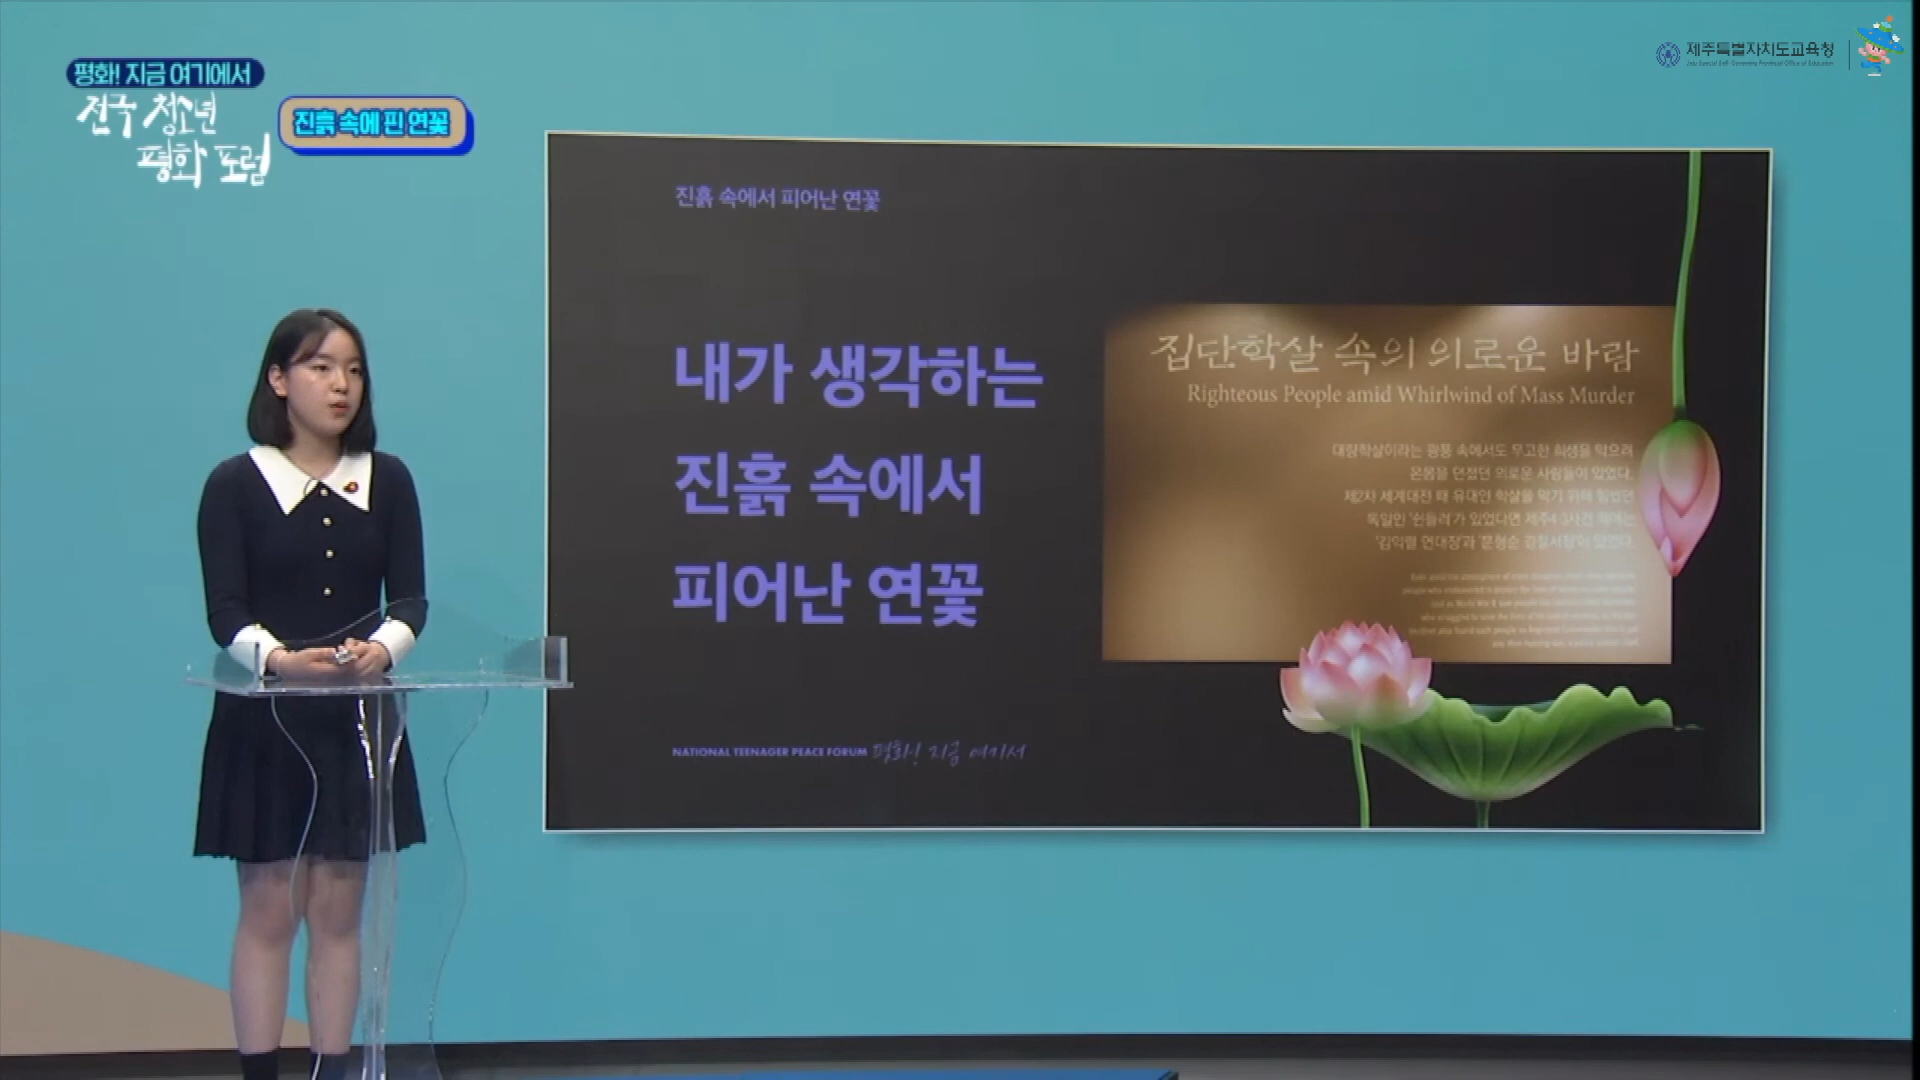 평화! 지금 여기에서
전국 청소년
평화 포럼
진흙 속에 핀 연꽃
제주특별자치도교육청
진흙 속에서 피어난 연꽃
내가 생각하는
진흙 속에서
피어난 연꽃
집단학살 속의 의로운 바람
Righteous People amid Whirlwind of Mass Murder
대량학살이라는 광풍 속에서도 무고한 희생을 막으려
온몸을 던졌던 의로운 사람들이 있었다.
제2차 세계대전 때 유대인 학살을 막기 위해 힘썼던
독일인 '쉰들러'가 있었다면 제주4·3사건 때에는
'김익렬 연대장'과 '문형순 경찰서장'이 있었다.
NATIONAL TEENAGER PEACE FORUM 평화! 지금 여기서